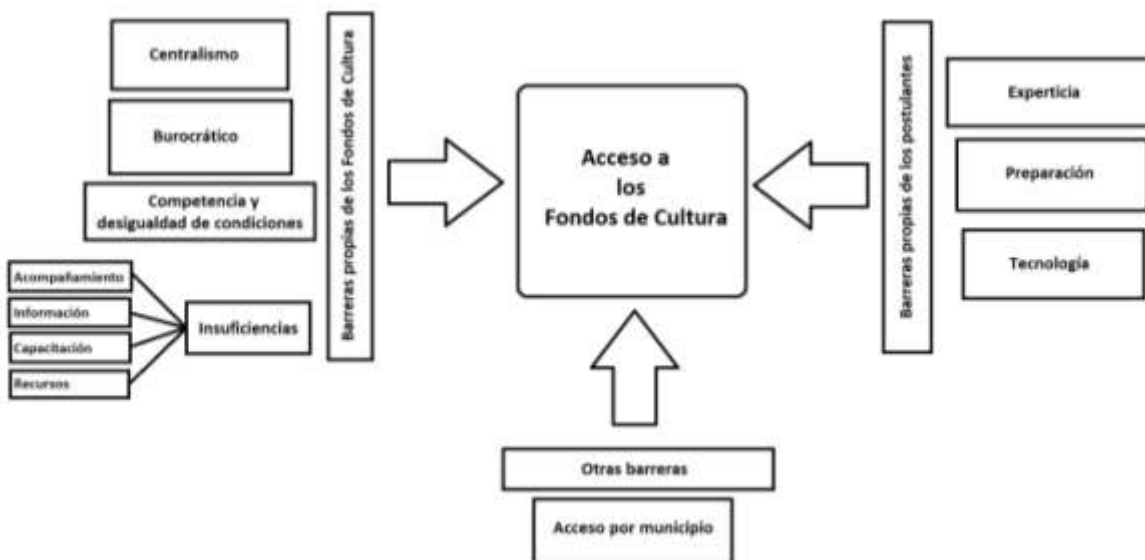 Centralismo
Burocrático
Competencia y
desigualdad de condiciones
Acompañamiento
Información
Capacitación
Recursos
Insuficiencias
Barreras propias de los Fondos de Cultura
Acceso a
los
Fondos de Cultura
Barreras propias de los postulantes
Experticia
Preparación
Tecnología
Otras barreras
Acceso por municipio